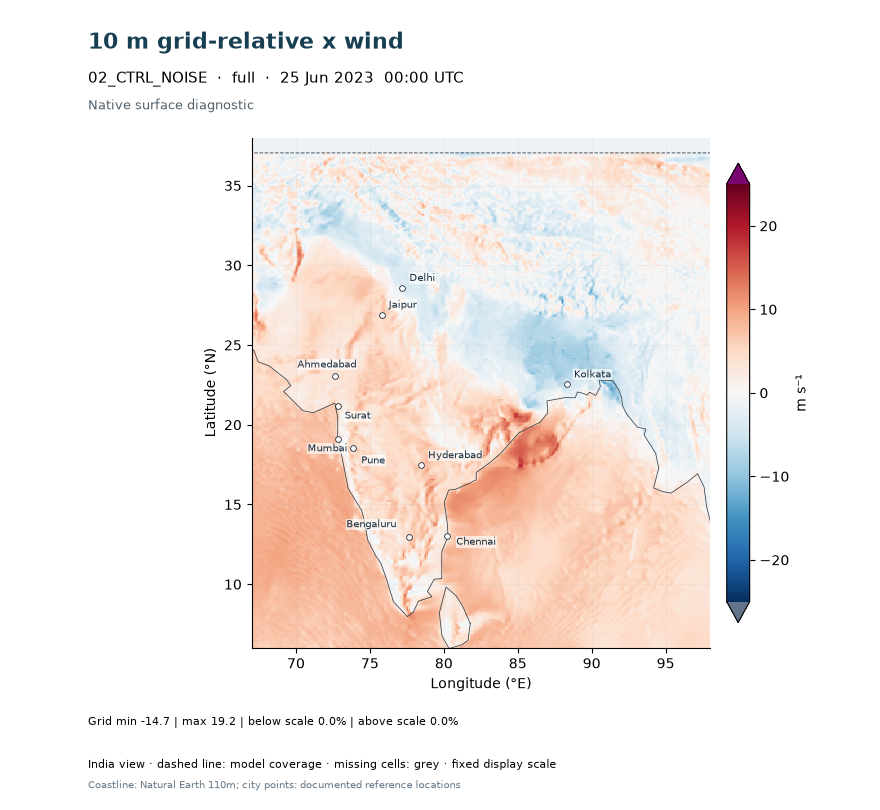 10 m grid-relative x wind
02_CTRL_NOISE · full · 25 Jun 2023 00:00 UTC
Native surface diagnostic
35
30
25
20
15
10
Latitude (°N)
Delhi
Jaipur
Ahmedabad
Kolkata
Surat
Mumbai
Pune
Hyderabad
Bengaluru
Chennai
70
75
80
85
90
95
Longitude (°E)
20
10
0
−10
−20
m s⁻¹
Grid min -14.7 | max 19.2 | below scale 0.0% | above scale 0.0%
India view · dashed line: model coverage · missing cells: grey · fixed display scale
Coastline: Natural Earth 110m; city points: documented reference locations